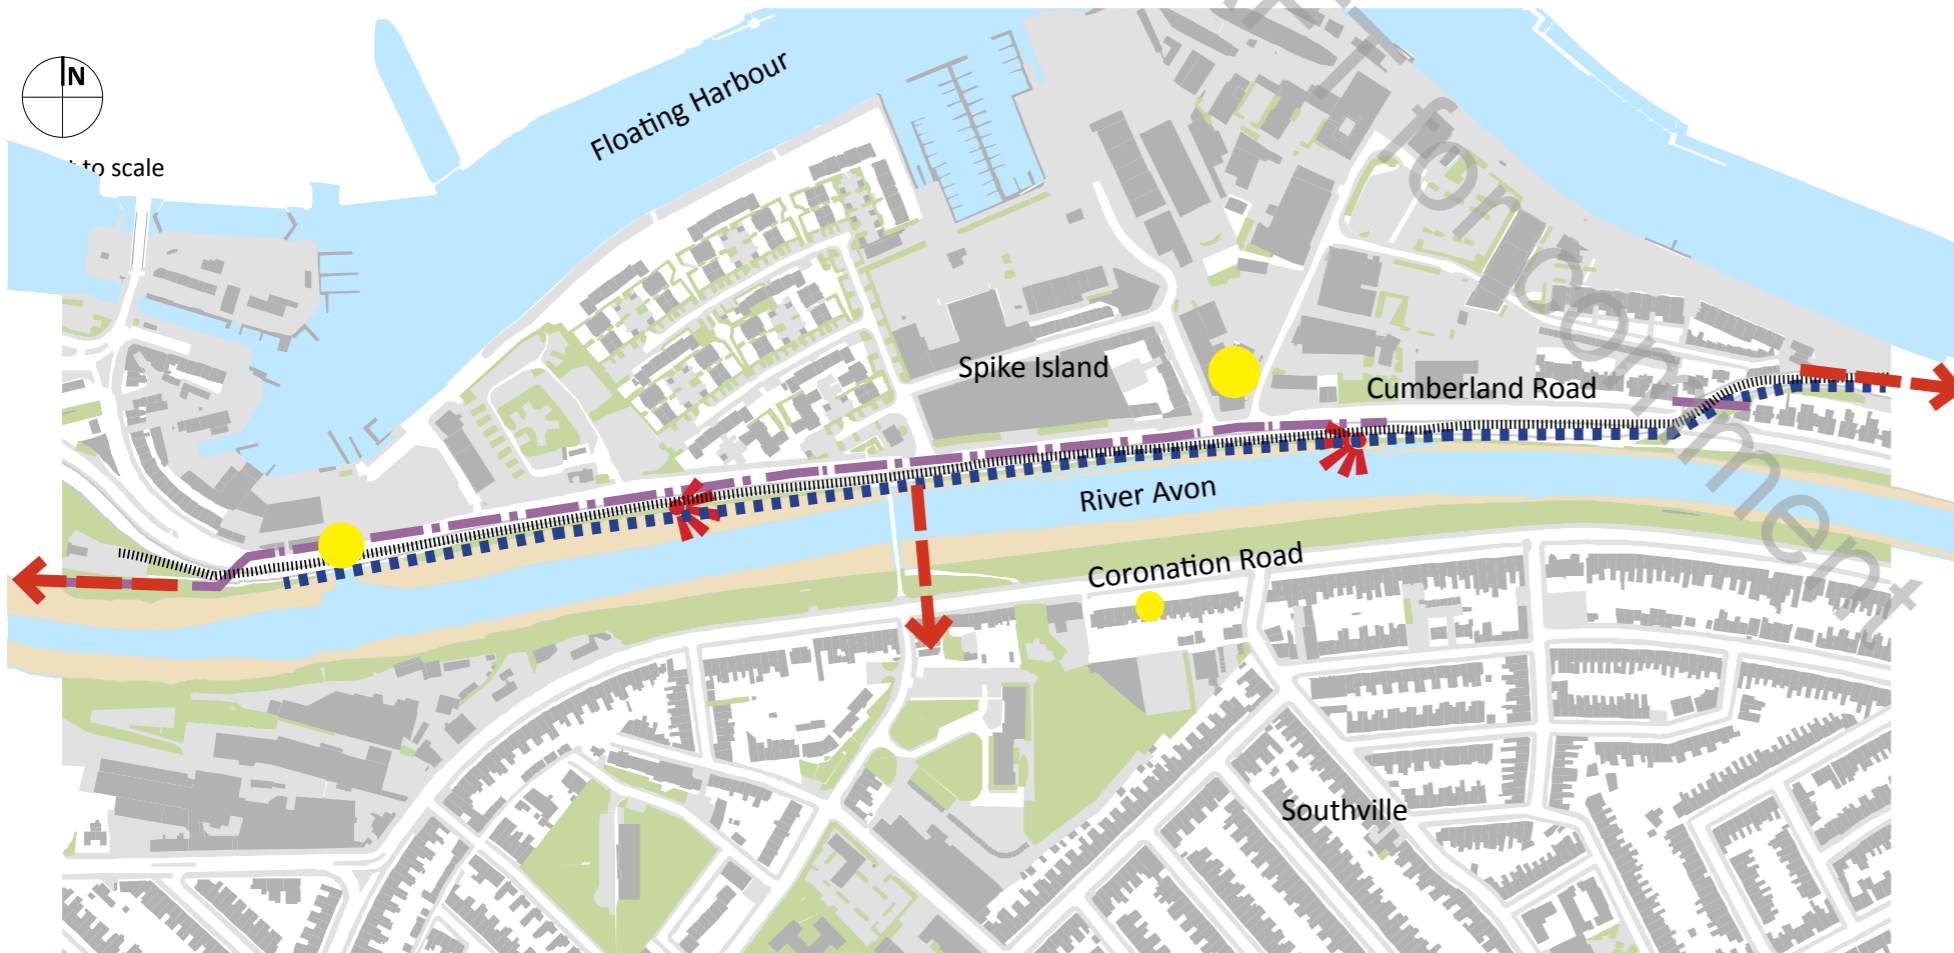 N
to scale
Floating Harbour
for comment
Spike Island
Cumberland Road
River Avon
Coronation Road
Southville